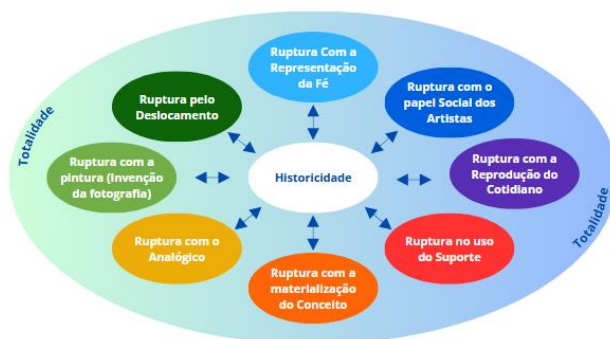 Totalidade
Ruptura Com a
Representação
da Fé
Ruptura pelo
Deslocamento
Ruptura com o
papel Social dos
Artistas
Ruptura com a
pintura (Invenção
da fotografia)
Historicidade
Ruptura com a
Reprodução do
Cotidiano
Ruptura com o
Analógico
Ruptura no uso
do Suporte
Ruptura com a
materialização
do Conceito
Totalidade